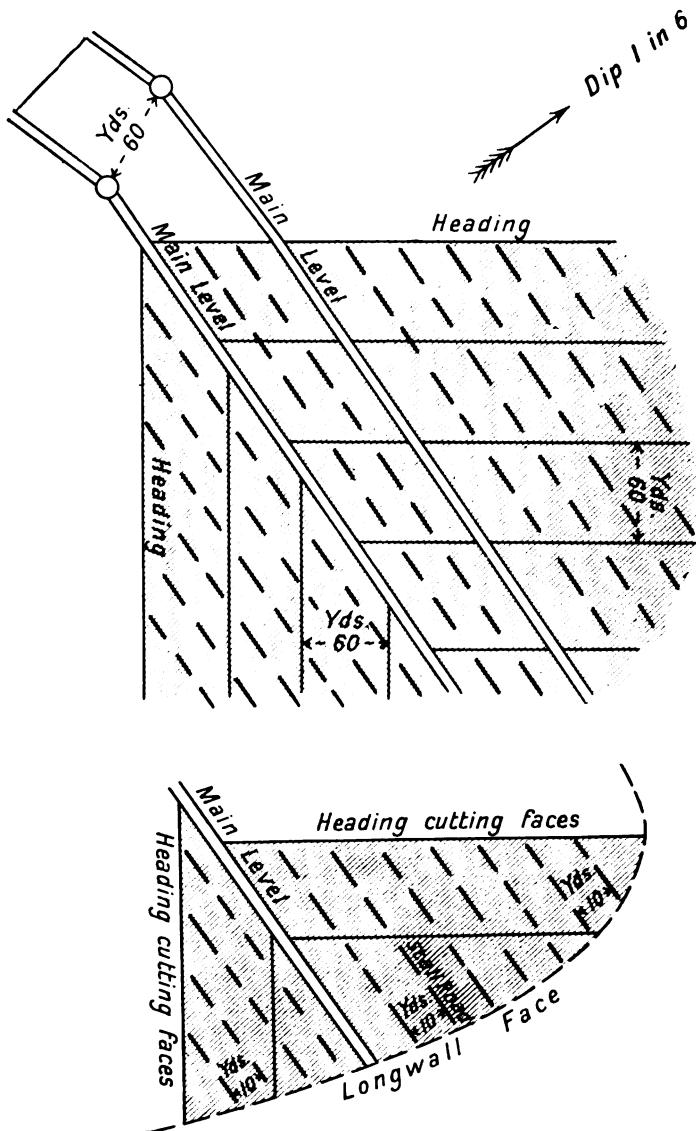 Dip 1 in 6
Yds.
60
Main
Level
Main Level
Heading
Heading
Yds.
60
Yds.
60
Main
Level
Heading cutting faces
Heading cutting faces
Yds.
10
Yds.
10
Yds.
10
Longwall Face